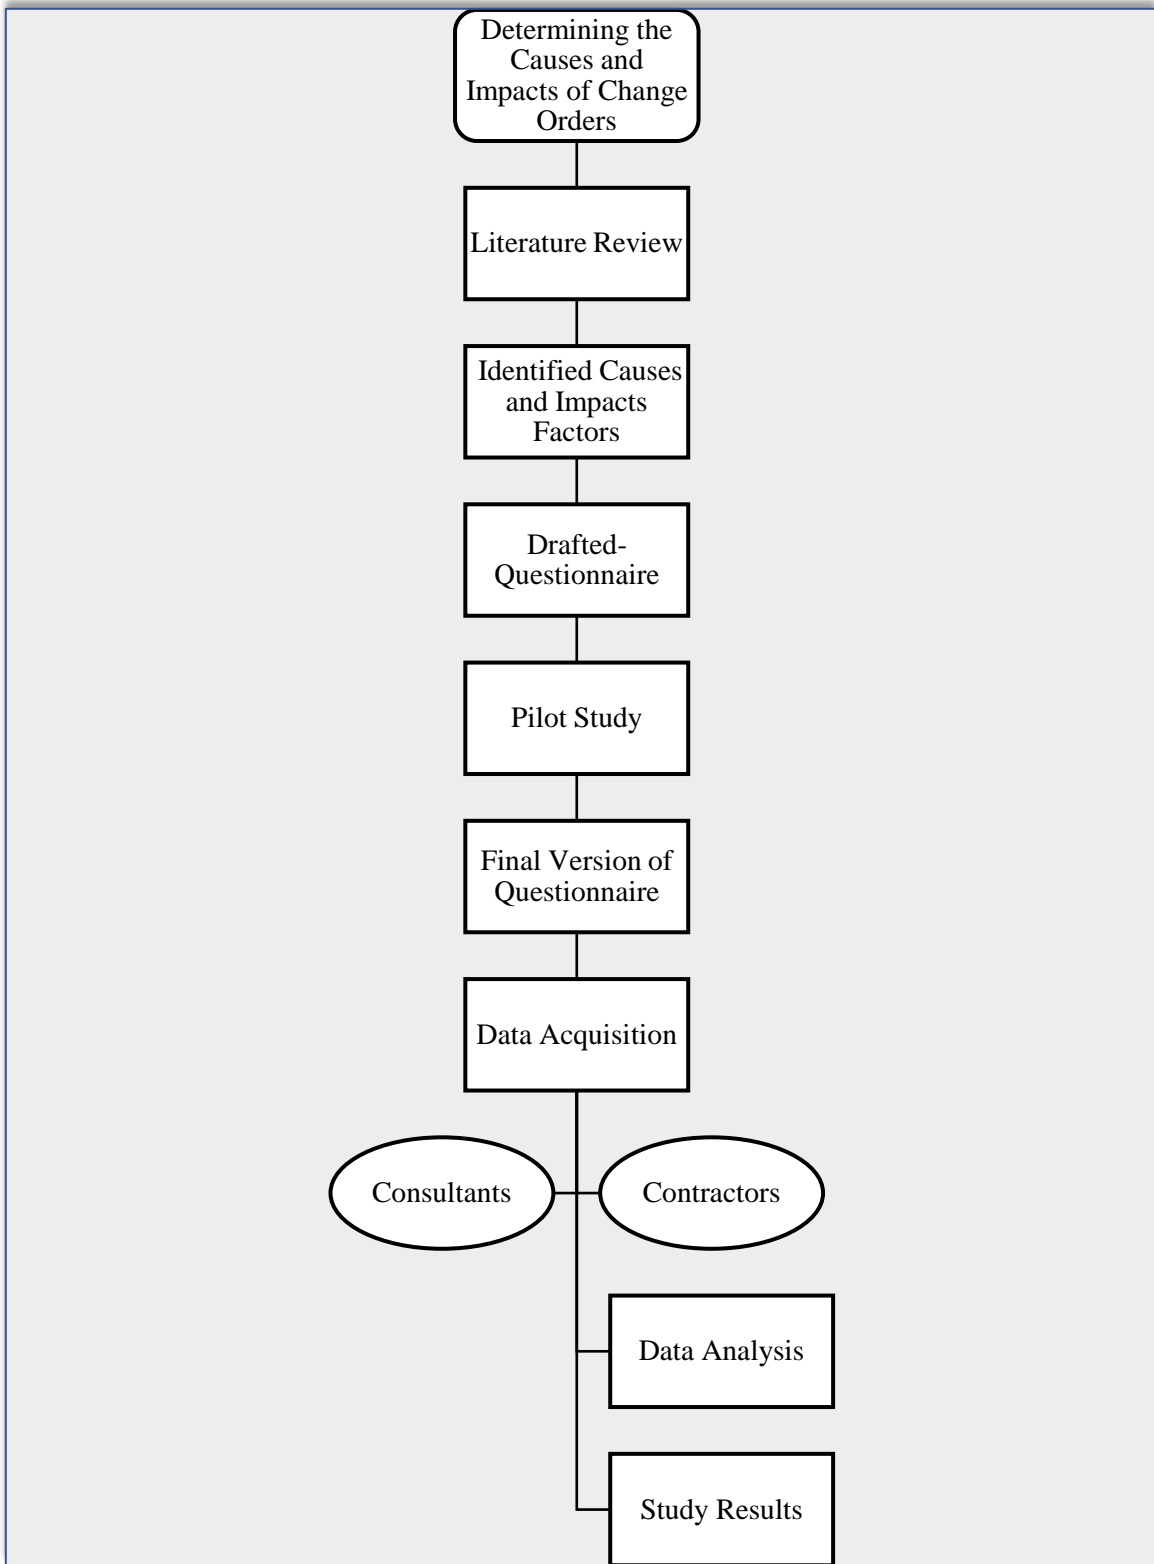 Determining the
Causes and
Impacts of Change
Orders
Literature Review
Identified Causes
and Impacts
Factors
Drafted-
Questionnaire
Pilot Study
Final Version of
Questionnaire
Data Acquisition
Consultants
Contractors
Data Analysis
Study Results